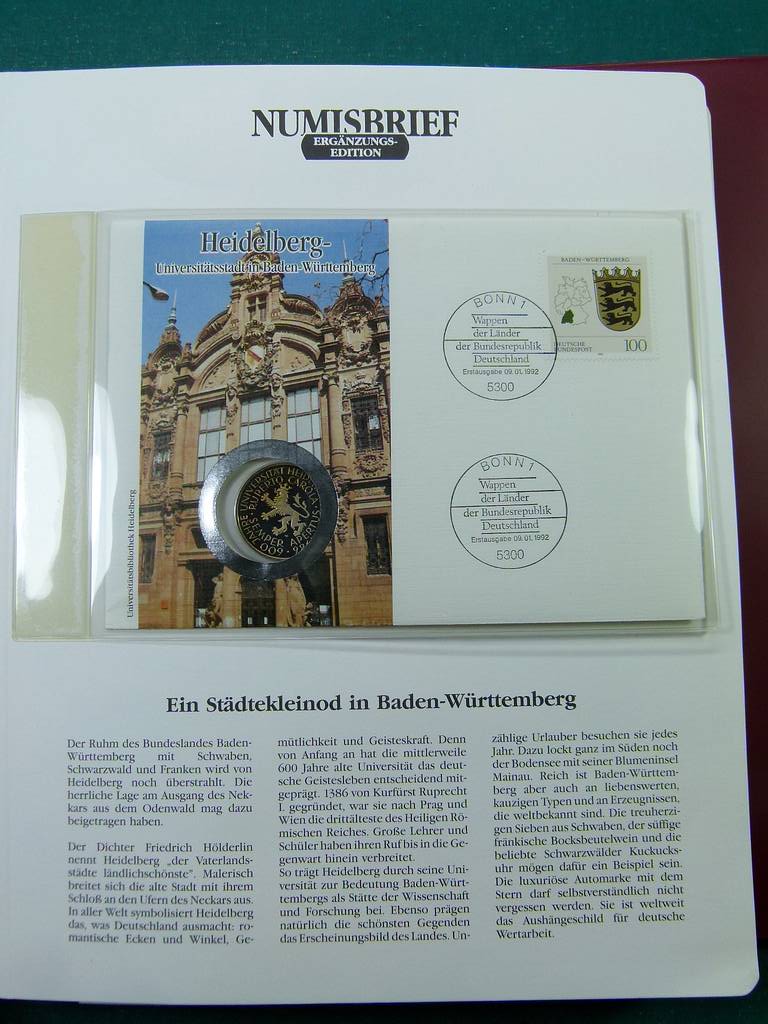 NUMISBRIEF
ERGÄNZUNGS-
EDITION
Heidelberg-
Universitätsstadt in Baden-Württemberg
Universitätsbibliothek Heidelberg
600 JAHRE UNIVERSITÄT HEIDEL
RUPERTO CAROLA
SEMPER APERTUS
BADEN-WÜRTTEMBERG
DEUTSCHE
BUNDESPOST
100
BONN 1
Wappen
der Länder
der Bundesrepublik
Deutschland
Erstausgabe 09.01.1992
5300
BONN 1
Wappen
der Länder
der Bundesrepublik
Deutschland
Erstausgabe 09.01.1992
5300
Ein Städtekleinod in Baden-Württemberg
Der Ruhm des Bundeslandes Baden-
Württemberg mit Schwaben,
Schwarzwald und Franken wird von
Heidelberg noch überstrahlt. Die
herrliche Lage am Ausgang des Nek-
kars aus dem Odenwald mag dazu
beigetragen haben.
Der Dichter Friedrich Hölderlin
nennt Heidelberg „der Vaterlands-
städte ländlichschönste". Malerisch
breitet sich die alte Stadt mit ihrem
Schloß an den Ufern des Neckars aus.
In aller Welt symbolisiert Heidelberg
das, was Deutschland ausmacht: ro-
mantische Ecken und Winkel, Ge-
mütlichkeit und Geisteskraft. Denn
von Anfang an hat die mittlerweile
600 Jahre alte Universität das deut-
sche Geistesleben entscheidend mit-
geprägt. 1386 von Kurfürst Ruprecht
I. gegründet, war sie nach Prag und
Wien die drittälteste des Heiligen Rö-
mischen Reiches. Große Lehrer und
Schüler haben ihren Ruf bis in die Ge-
genwart hinein verbreitet.
So trägt Heidelberg durch seine Uni-
versität zur Bedeutung Baden-Würt-
tembergs als Stätte der Wissenschaft
und Forschung bei. Ebenso prägen
natürlich die schönsten Gegenden
das Erscheinungsbild des Landes. Un-
zählige Urlauber besuchen sie jedes
Jahr. Dazu lockt ganz im Süden noch
der Bodensee mit seiner Blumeninsel
Mainau. Reich ist Baden-Württem-
berg aber auch an liebenswerten,
kauzigen Typen und an Erzeugnissen,
die weltbekannt sind. Die treuherzi-
gen Sieben aus Schwaben, der süffige
fränkische Bocksbeutelwein und die
beliebte Schwarzwälder Kuckucks-
uhr mögen dafür ein Beispiel sein.
Die luxuriöse Automarke mit dem
Stern darf selbstverständlich nicht
vergessen werden. Sie ist weltweit
das Aushängeschild für deutsche
Wertarbeit.